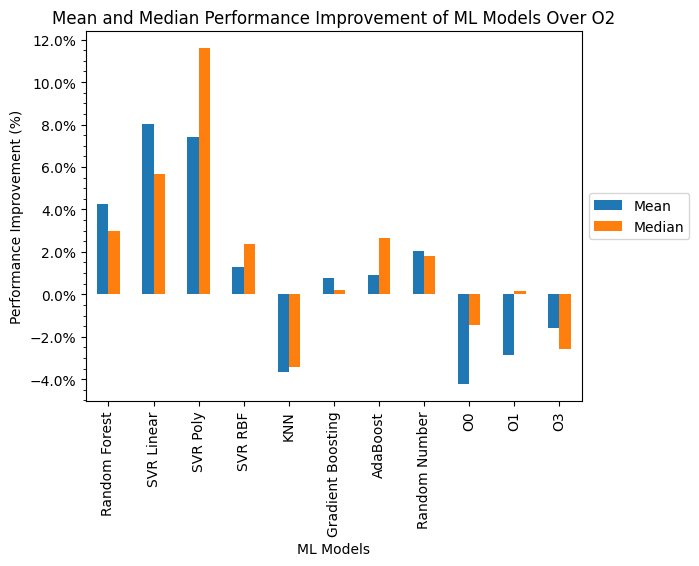 Mean and Median Performance Improvement of ML Models Over O2
12.0%
10.0%
8.0%
6.0%
4.0%
2.0%
0.0%
−2.0%
−4.0%
Performance Improvement (%)
Mean
Median
Random Forest
SVR Linear
SVR Poly
SVR RBF
KNN
Gradient Boosting
AdaBoost
Random Number
O0
O1
O3
ML Models